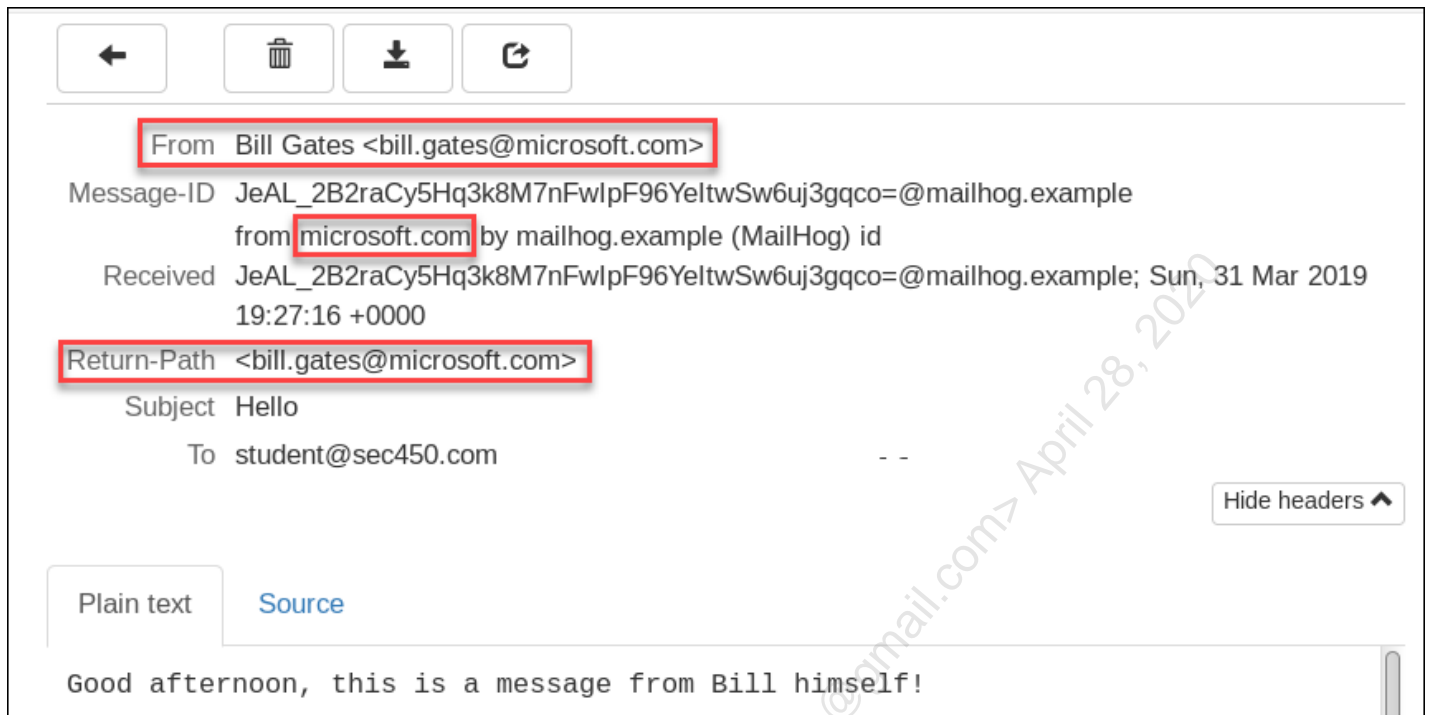 From Bill Gates <bill.gates@microsoft.com>
Message-ID JeAL_2B2raCy5Hq3k8M7nFwIpF96YeItwSw6uj3gqco=@mailhog.example
from microsoft.com by mailhog.example (MailHog) id
Received JeAL_2B2raCy5Hq3k8M7nFwIpF96YeItwSw6uj3gqco=@mailhog.example; Sun, 31 Mar 2019
19:27:16 +0000
Return-Path <bill.gates@microsoft.com>
Subject Hello
To student@sec450.com
- -
Hide headers
Plain text Source
Good afternoon, this is a message from Bill himself!
@gmail.com> April 28, 2020